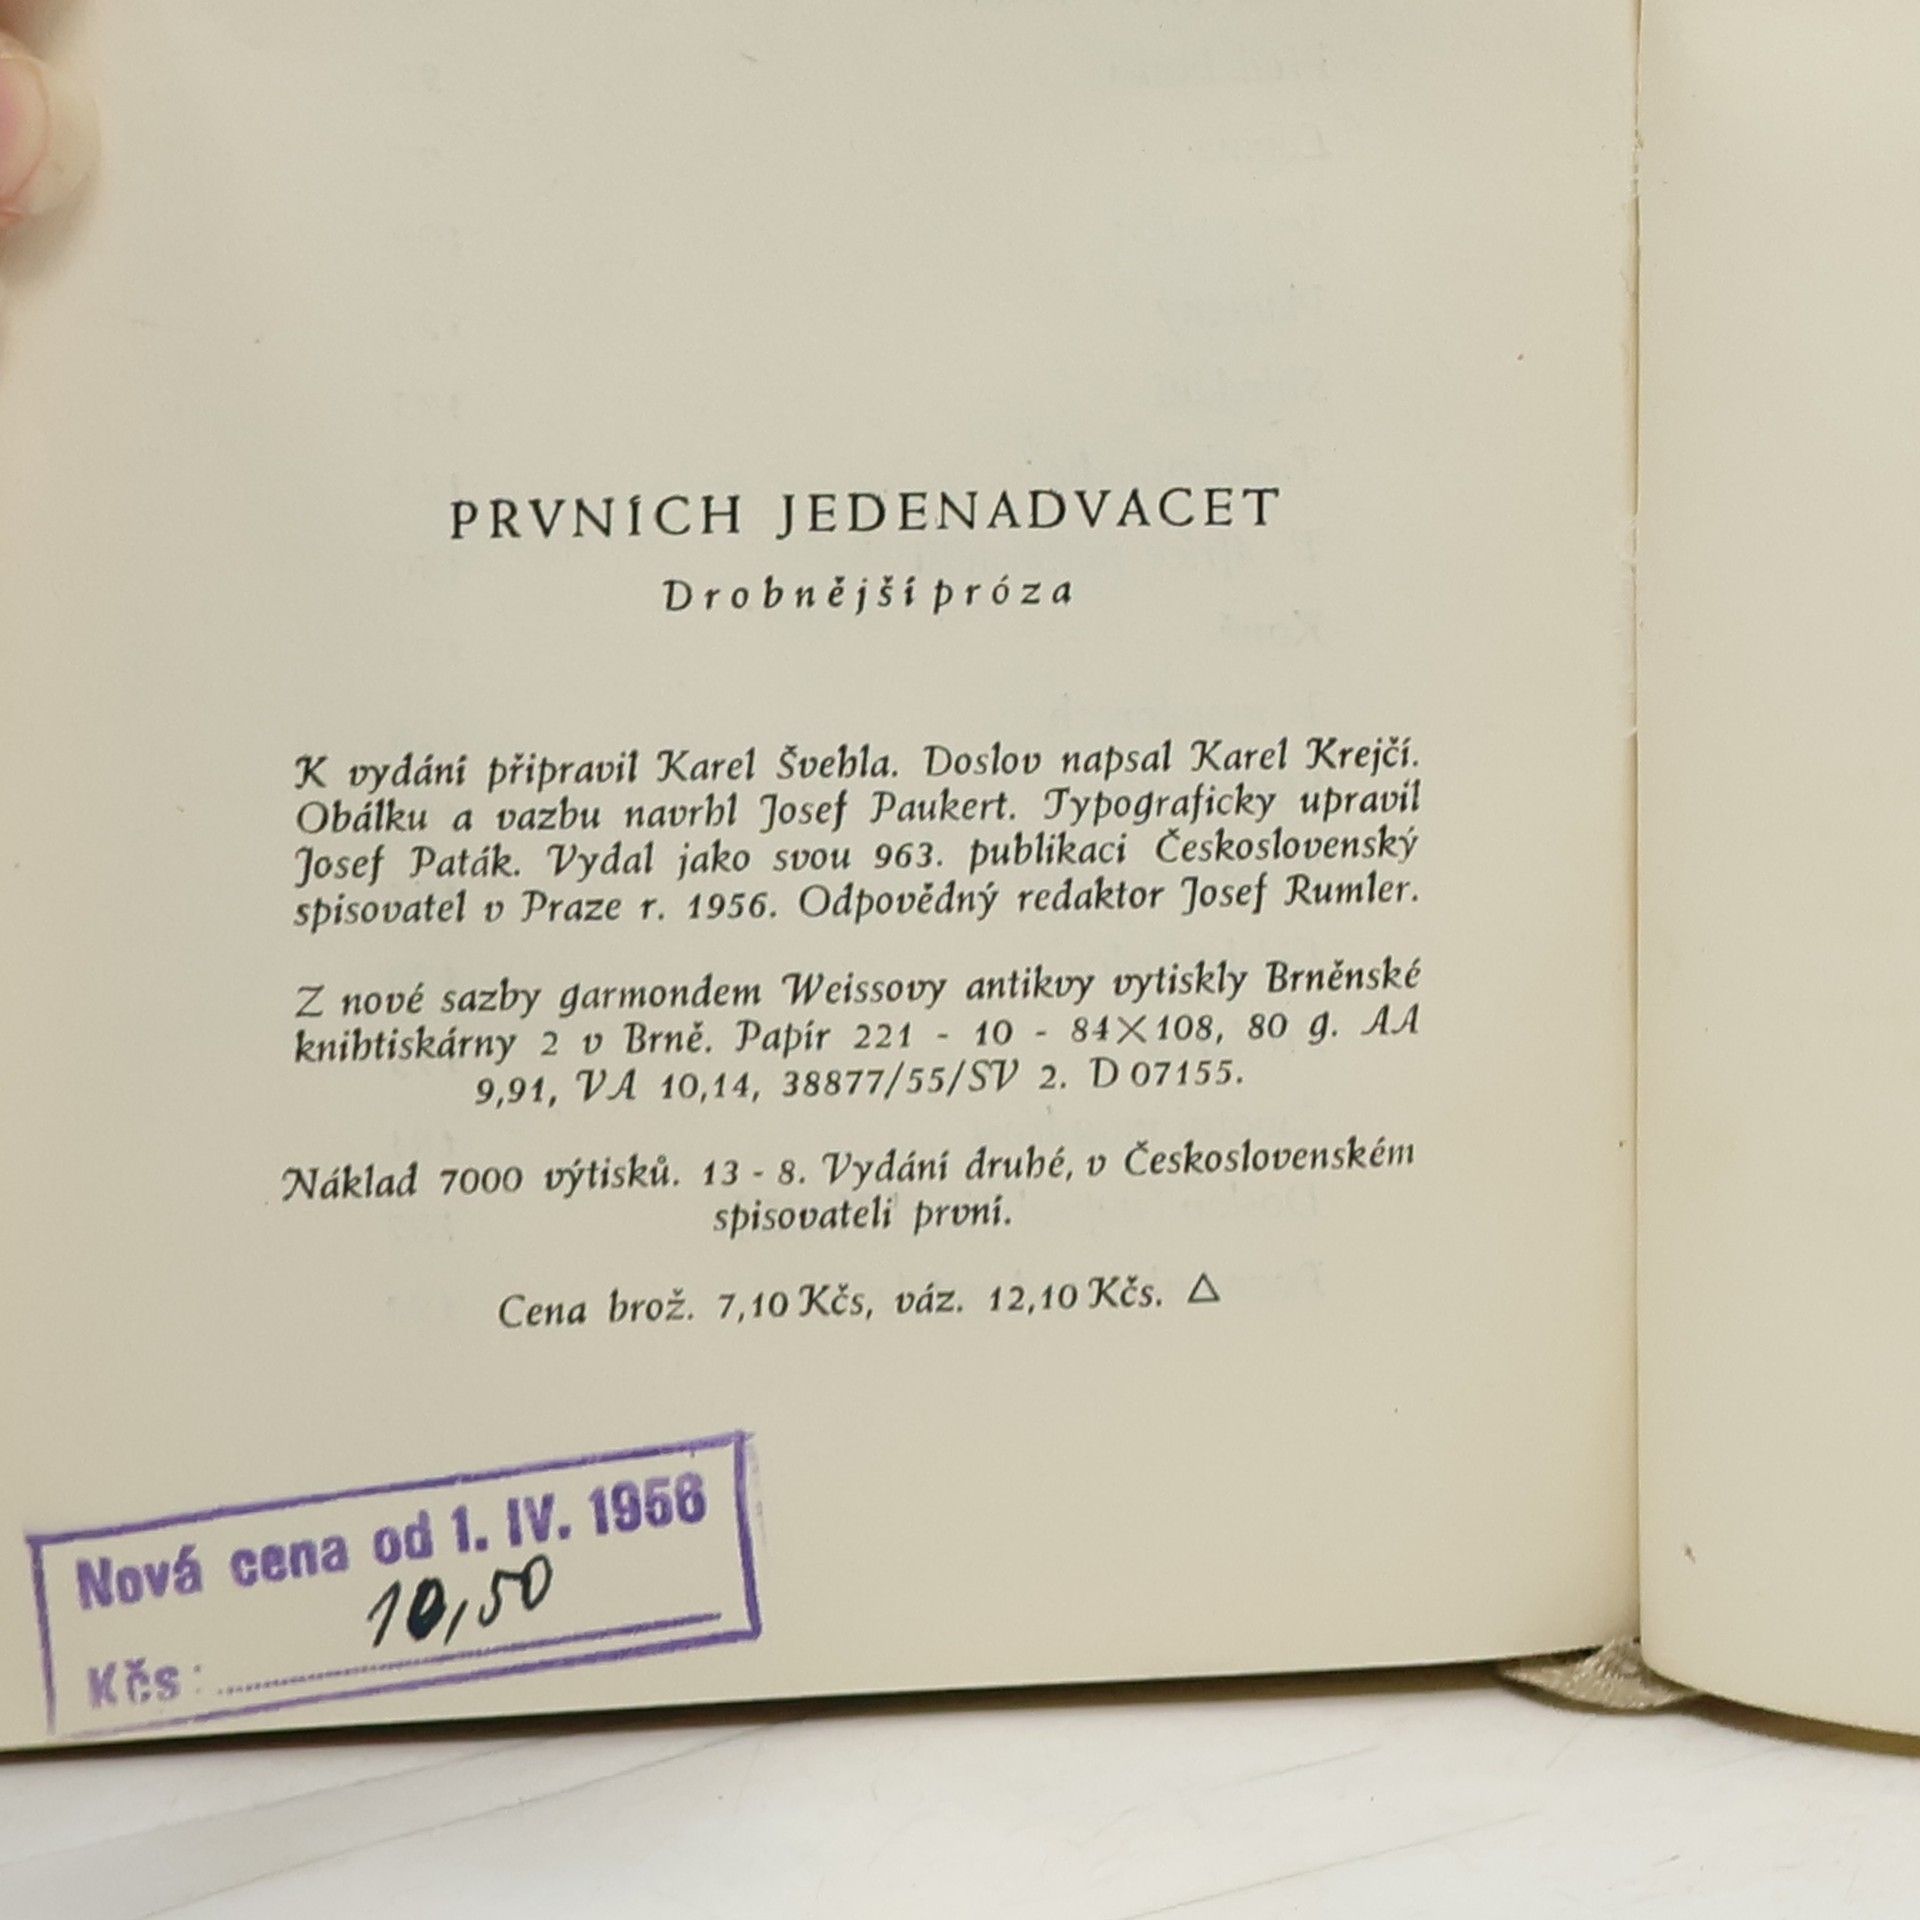 PRVNÍCH JEDENADVACET
Drobnější próza
K vydání připravil Karel Švehla. Doslov napsal Karel Krejčí.
Obálku a vazbu navrhl Josef Paukert. Typograficky upravil
Josef Paták. Vydal jako svou 963. publikaci Československý
spisovatel v Praze r. 1956. Odpovědný redaktor Josef Rumler.
Z nové sazby garmondem Weissovy antikvy vytiskly Brněnské
knihtiskárny 2 v Brně. Papír 221 - 10 - 84×108, 80 g. AA
9,91, VA 10,14, 38877/55/SV 2. D 07155.
Náklad 7000 výtisků. 13 - 8. Vydání druhé, v Československém
spisovateli první.
Cena brož. 7,10 Kčs, váz. 12,10 Kčs. △
Nová cena od 1. IV. 1956
10,50
Kčs: